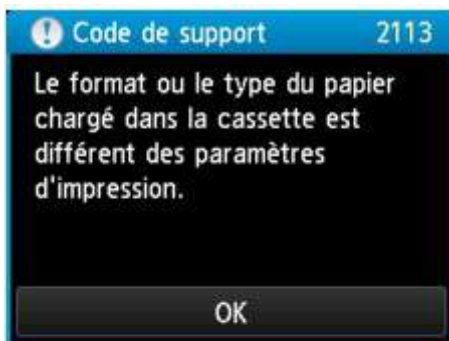 Code de support 2113
Le format ou le type du papier
chargé dans la cassette est
différent des paramètres
d'impression.
OK